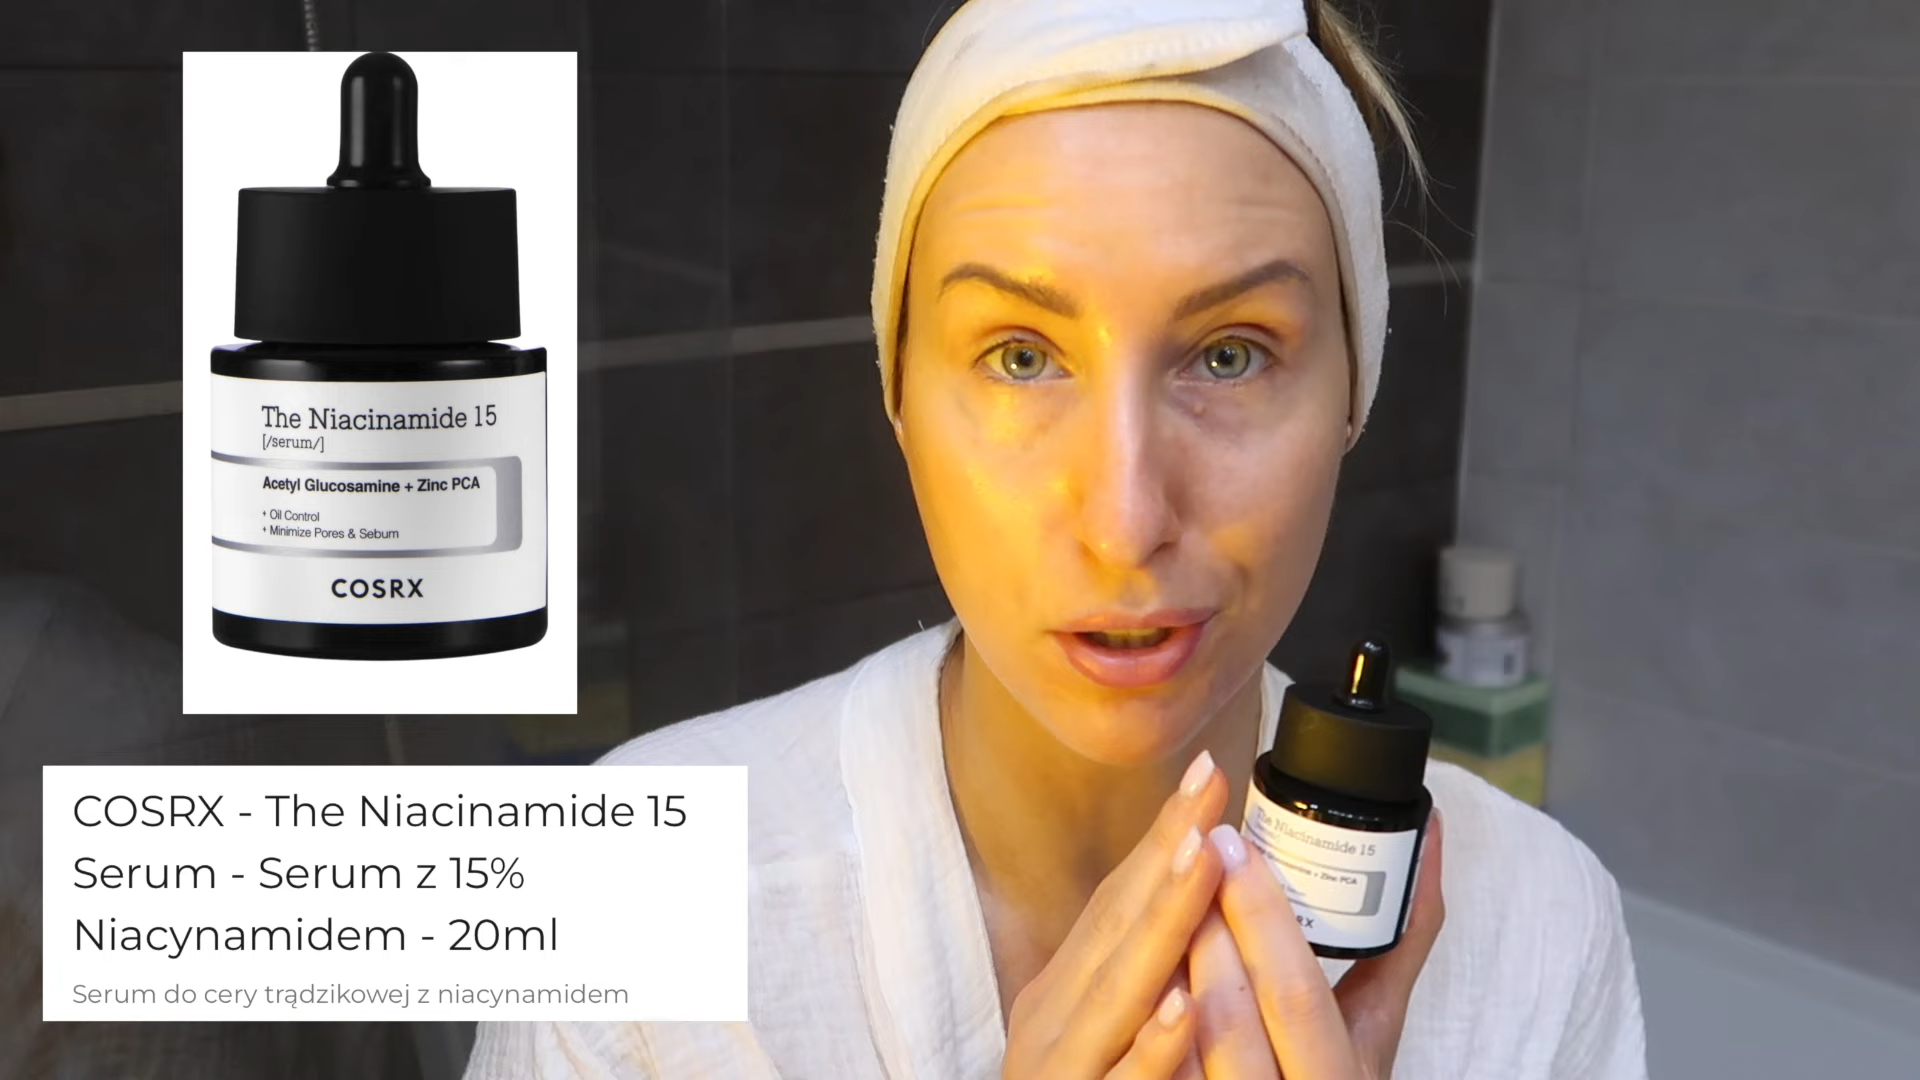 The Niacinamide 15
[/serum/]
Acetyl Glucosamine + Zinc PCA
+ Oil Control
+ Minimize Pores & Sebum
COSRX
COSRX - The Niacinamide 15
Serum - Serum z 15%
Niacynamidem - 20ml
Serum do cery trądzikowej z niacynamidem
The Niacinamide 15
+ Zinc PCA
RX